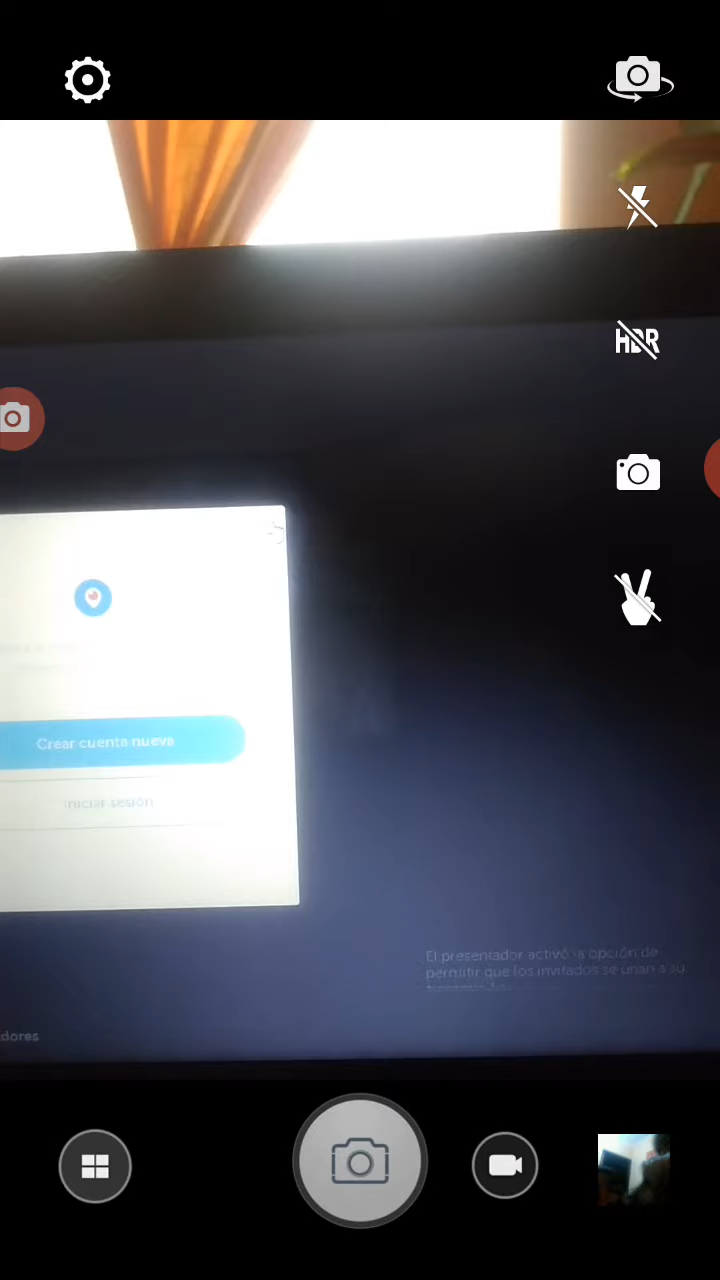 HDR
Crear cuenta nueva
Iniciar sesión
El presentador activó la opción de
permitir que los invitados se unan a su
dores